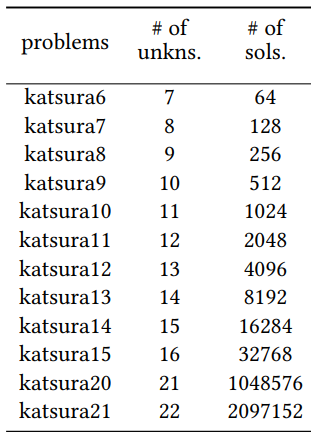 problems # of unkns. # of sols.
katsura6 7 64
katsura7 8 128
katsura8 9 256
katsura9 10 512
katsura10 11 1024
katsura11 12 2048
katsura12 13 4096
katsura13 14 8192
katsura14 15 16284
katsura15 16 32768
katsura20 21 1048576
katsura21 22 2097152